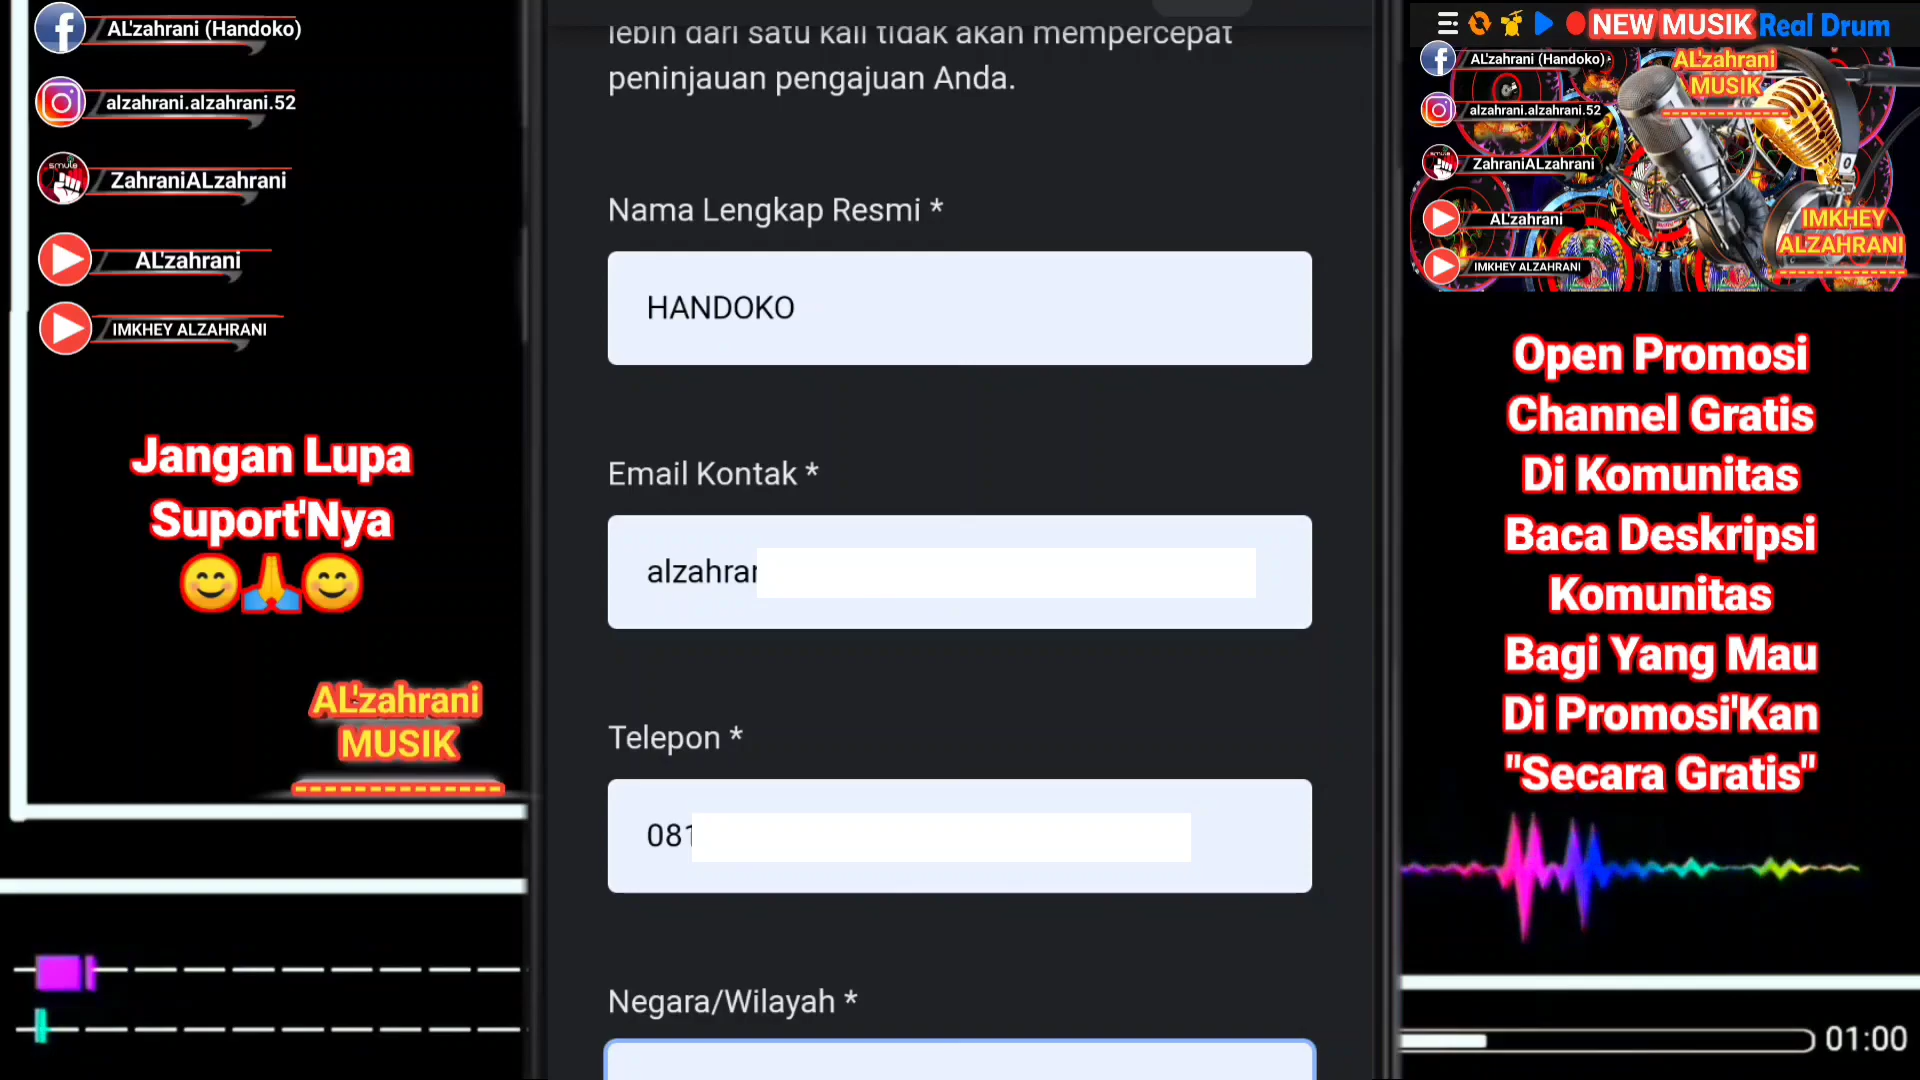 AL'zahrani (Handoko)
alzahrani.alzahrani.52
smule
ZahraniALzahrani
AL'zahrani
IMKHEY ALZAHRANI
Jangan Lupa
Suport'Nya
😊🙏😊
AL'zahrani
MUSIK
lebih dari satu kali tidak akan mempercepat
peninjauan pengajuan Anda.
Nama Lengkap Resmi *
HANDOKO
Email Kontak *
alzahrar
Telepon *
081
Negara/Wilayah *
NEW MUSIK Real Drum
AL'zahrani (Handoko)
alzahrani.alzahrani.52
ZahraniALzahrani
AL'zahrani
IMKHEY ALZAHRANI
AL'zahrani
MUSIK
IMKHEY
ALZAHRANI
Open Promosi
Channel Gratis
Di Komunitas
Baca Deskripsi
Komunitas
Bagi Yang Mau
Di Promosi'Kan
"Secara Gratis"
01:00